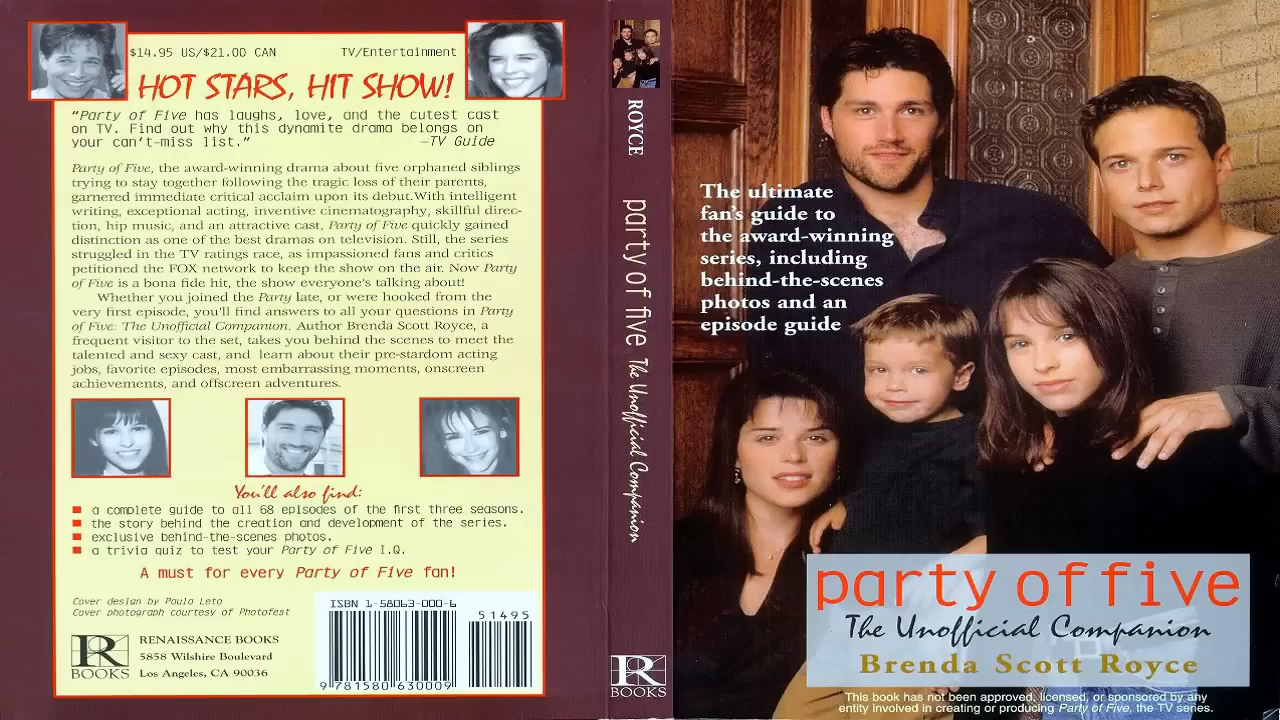 $14.95 US/$21.00 CAN
TV/Entertainment
HOT STARS, HIT SHOW!
“Party of Five has laughs, love, and the cutest cast
on TV. Find out why this dynamite drama belongs on
your can’t-miss list.” —TV Guide
Party of Five, the award-winning drama about five orphaned siblings
trying to stay together following the tragic loss of their parents,
garnered immediate critical acclaim upon its debut.With intelligent
writing, exceptional acting, inventive cinematography, skillful direc-
tion, hip music, and an attractive cast, Party of Five quickly gained
distinction as one of the best dramas on television. Still, the series
struggled in the TV ratings race, as impassioned fans and critics
petitioned the FOX network to keep the show on the air. Now Party
of Five is a bona fide hit, the show everyone's talking about!
Whether you joined the Party late, or were hooked from the
very first episode, you'll find answers to all your questions in Party
of Five: The Unofficial Companion. Author Brenda Scott Royce, a
frequent visitor to the set, takes you behind the scenes to meet the
talented and sexy cast, and learn about their pre-stardom acting
jobs, favorite episodes, most embarrassing moments, onscreen
achievements, and offscreen adventures.
You'll also find:
a complete guide to all 68 episodes of the first three seasons.
the story behind the creation and development of the series.
exclusive behind-the-scenes photos.
a trivia quiz to test your Party of Five I.Q.
A must for every Party of Five fan!
Cover design by Paula Leto
Cover photograph courtesy of Photofest
R
BOOKS
RENAISSANCE BOOKS
5858 Wilshire Boulevard
Los Angeles, CA 90036
ISBN 1-58063-000-6
51495
9 781580 630009
ROYCE
party of five The Unofficial Companion
R
BOOKS
The ultimate
fan's guide to
the award-winning
series, including
behind-the-scenes
photos and an
episode guide
party of five
The Unofficial Companion
Brenda Scott Royce
This book has not been approved, licensed, or sponsored by any
entity involved in creating or producing Party of Five, the TV series.